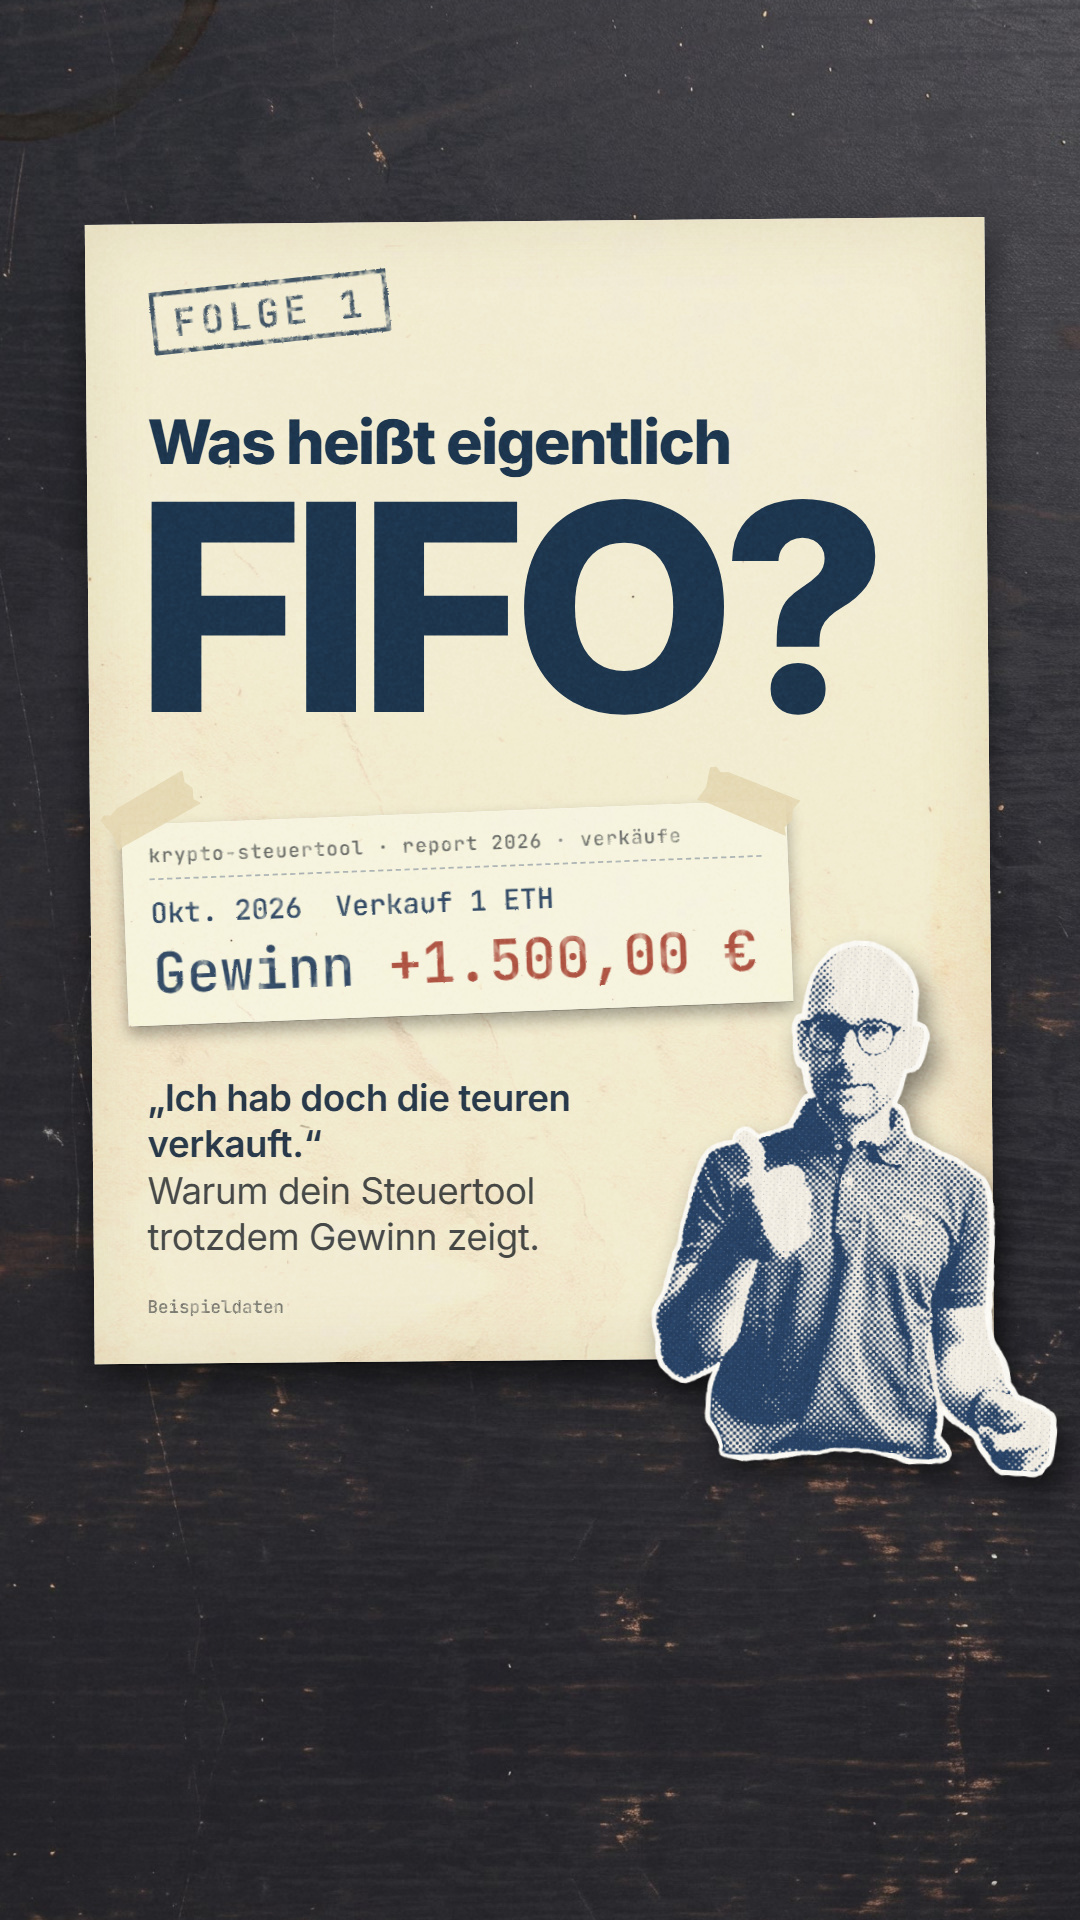 FOLGE 1
Was heißt eigentlich
FIFO?
krypto-steuertool · report 2026 · verkäufe
Okt. 2026 Verkauf 1 ETH
Gewinn +1.500,00 €
„Ich hab doch die teuren
verkauft.“
Warum dein Steuertool
trotzdem Gewinn zeigt.
Beispieldaten